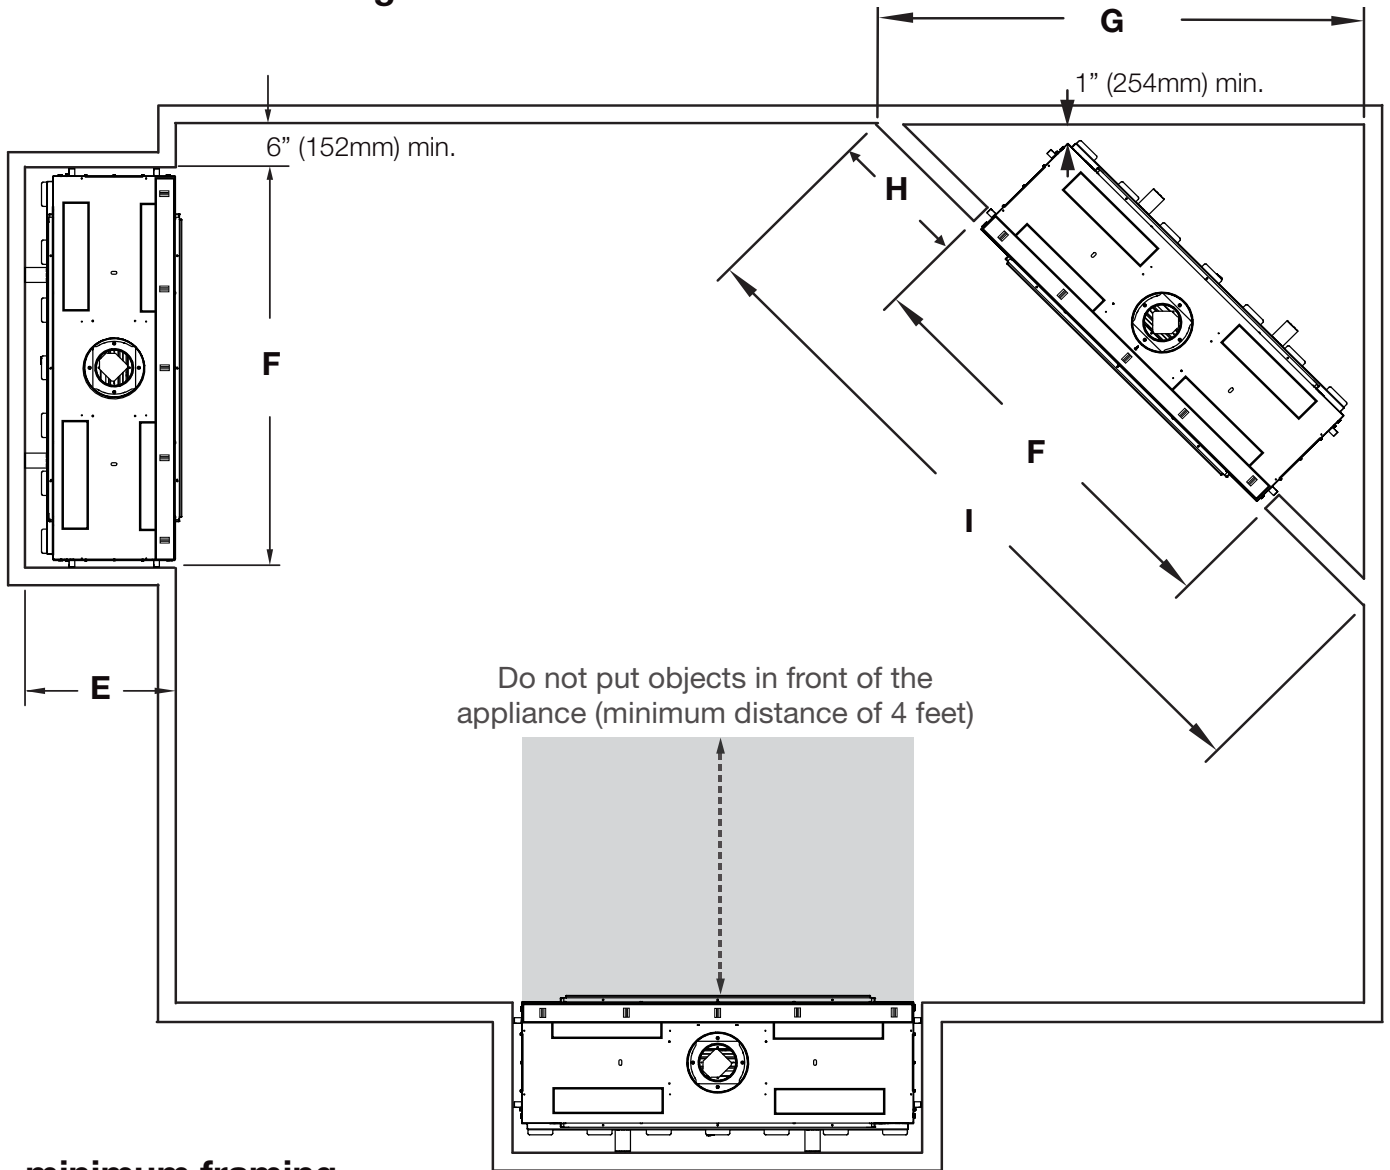 G
1” (254mm) min.
6” (152mm) min.
H
F
F
I
E
Do not put objects in front of the
appliance (minimum distance of 4 feet)
minimum framing